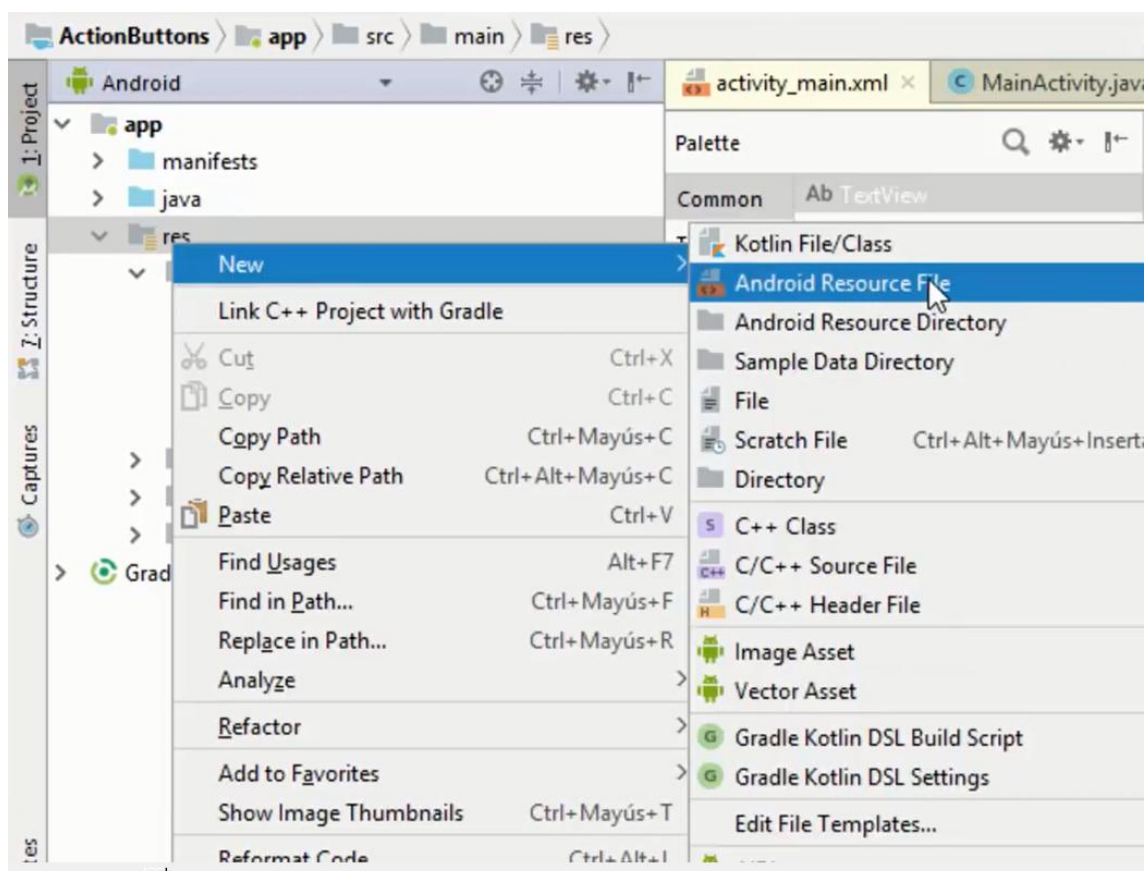 ActionButtons app src main res
Android
activity_main.xml
MainActivity.java
1: Project
app
manifests
java
res
Grad
7: Structure
Captures
Palette
Common
Ab TextView
New
Link C++ Project with Gradle
Cut Ctrl+X
Copy Ctrl+C
Copy Path Ctrl+Mayús+C
Copy Relative Path Ctrl+Alt+Mayús+C
Paste Ctrl+V
Find Usages Alt+F7
Find in Path... Ctrl+Mayús+F
Replace in Path... Ctrl+Mayús+R
Analyze
Refactor
Add to Favorites
Show Image Thumbnails Ctrl+Mayús+T
Reformat Code Ctrl+Alt+L
Kotlin File/Class
Android Resource File
Android Resource Directory
Sample Data Directory
File
Scratch File Ctrl+Alt+Mayús+Inserta
Directory
S C++ Class
C++ C/C++ Source File
H C/C++ Header File
Image Asset
Vector Asset
G Gradle Kotlin DSL Build Script
G Gradle Kotlin DSL Settings
Edit File Templates...